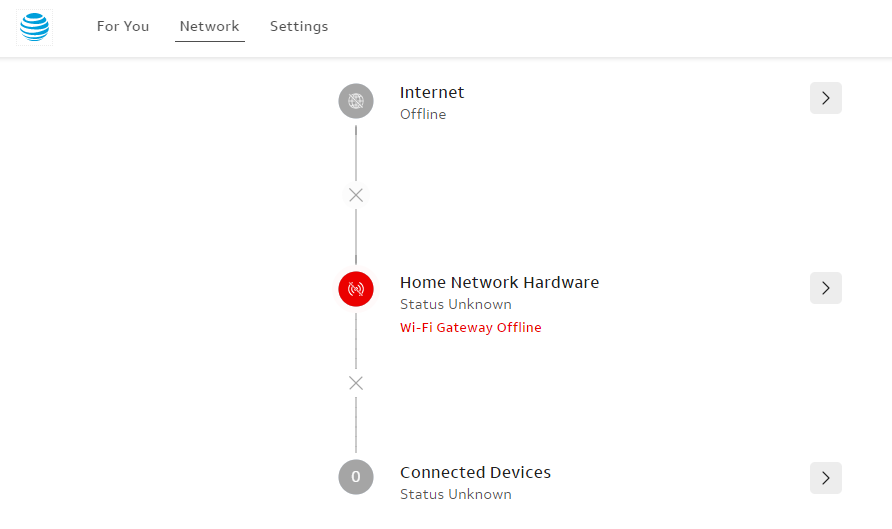 For You Network Settings
Internet
Offline
Home Network Hardware
Status Unknown
Wi-Fi Gateway Offline
0
Connected Devices
Status Unknown